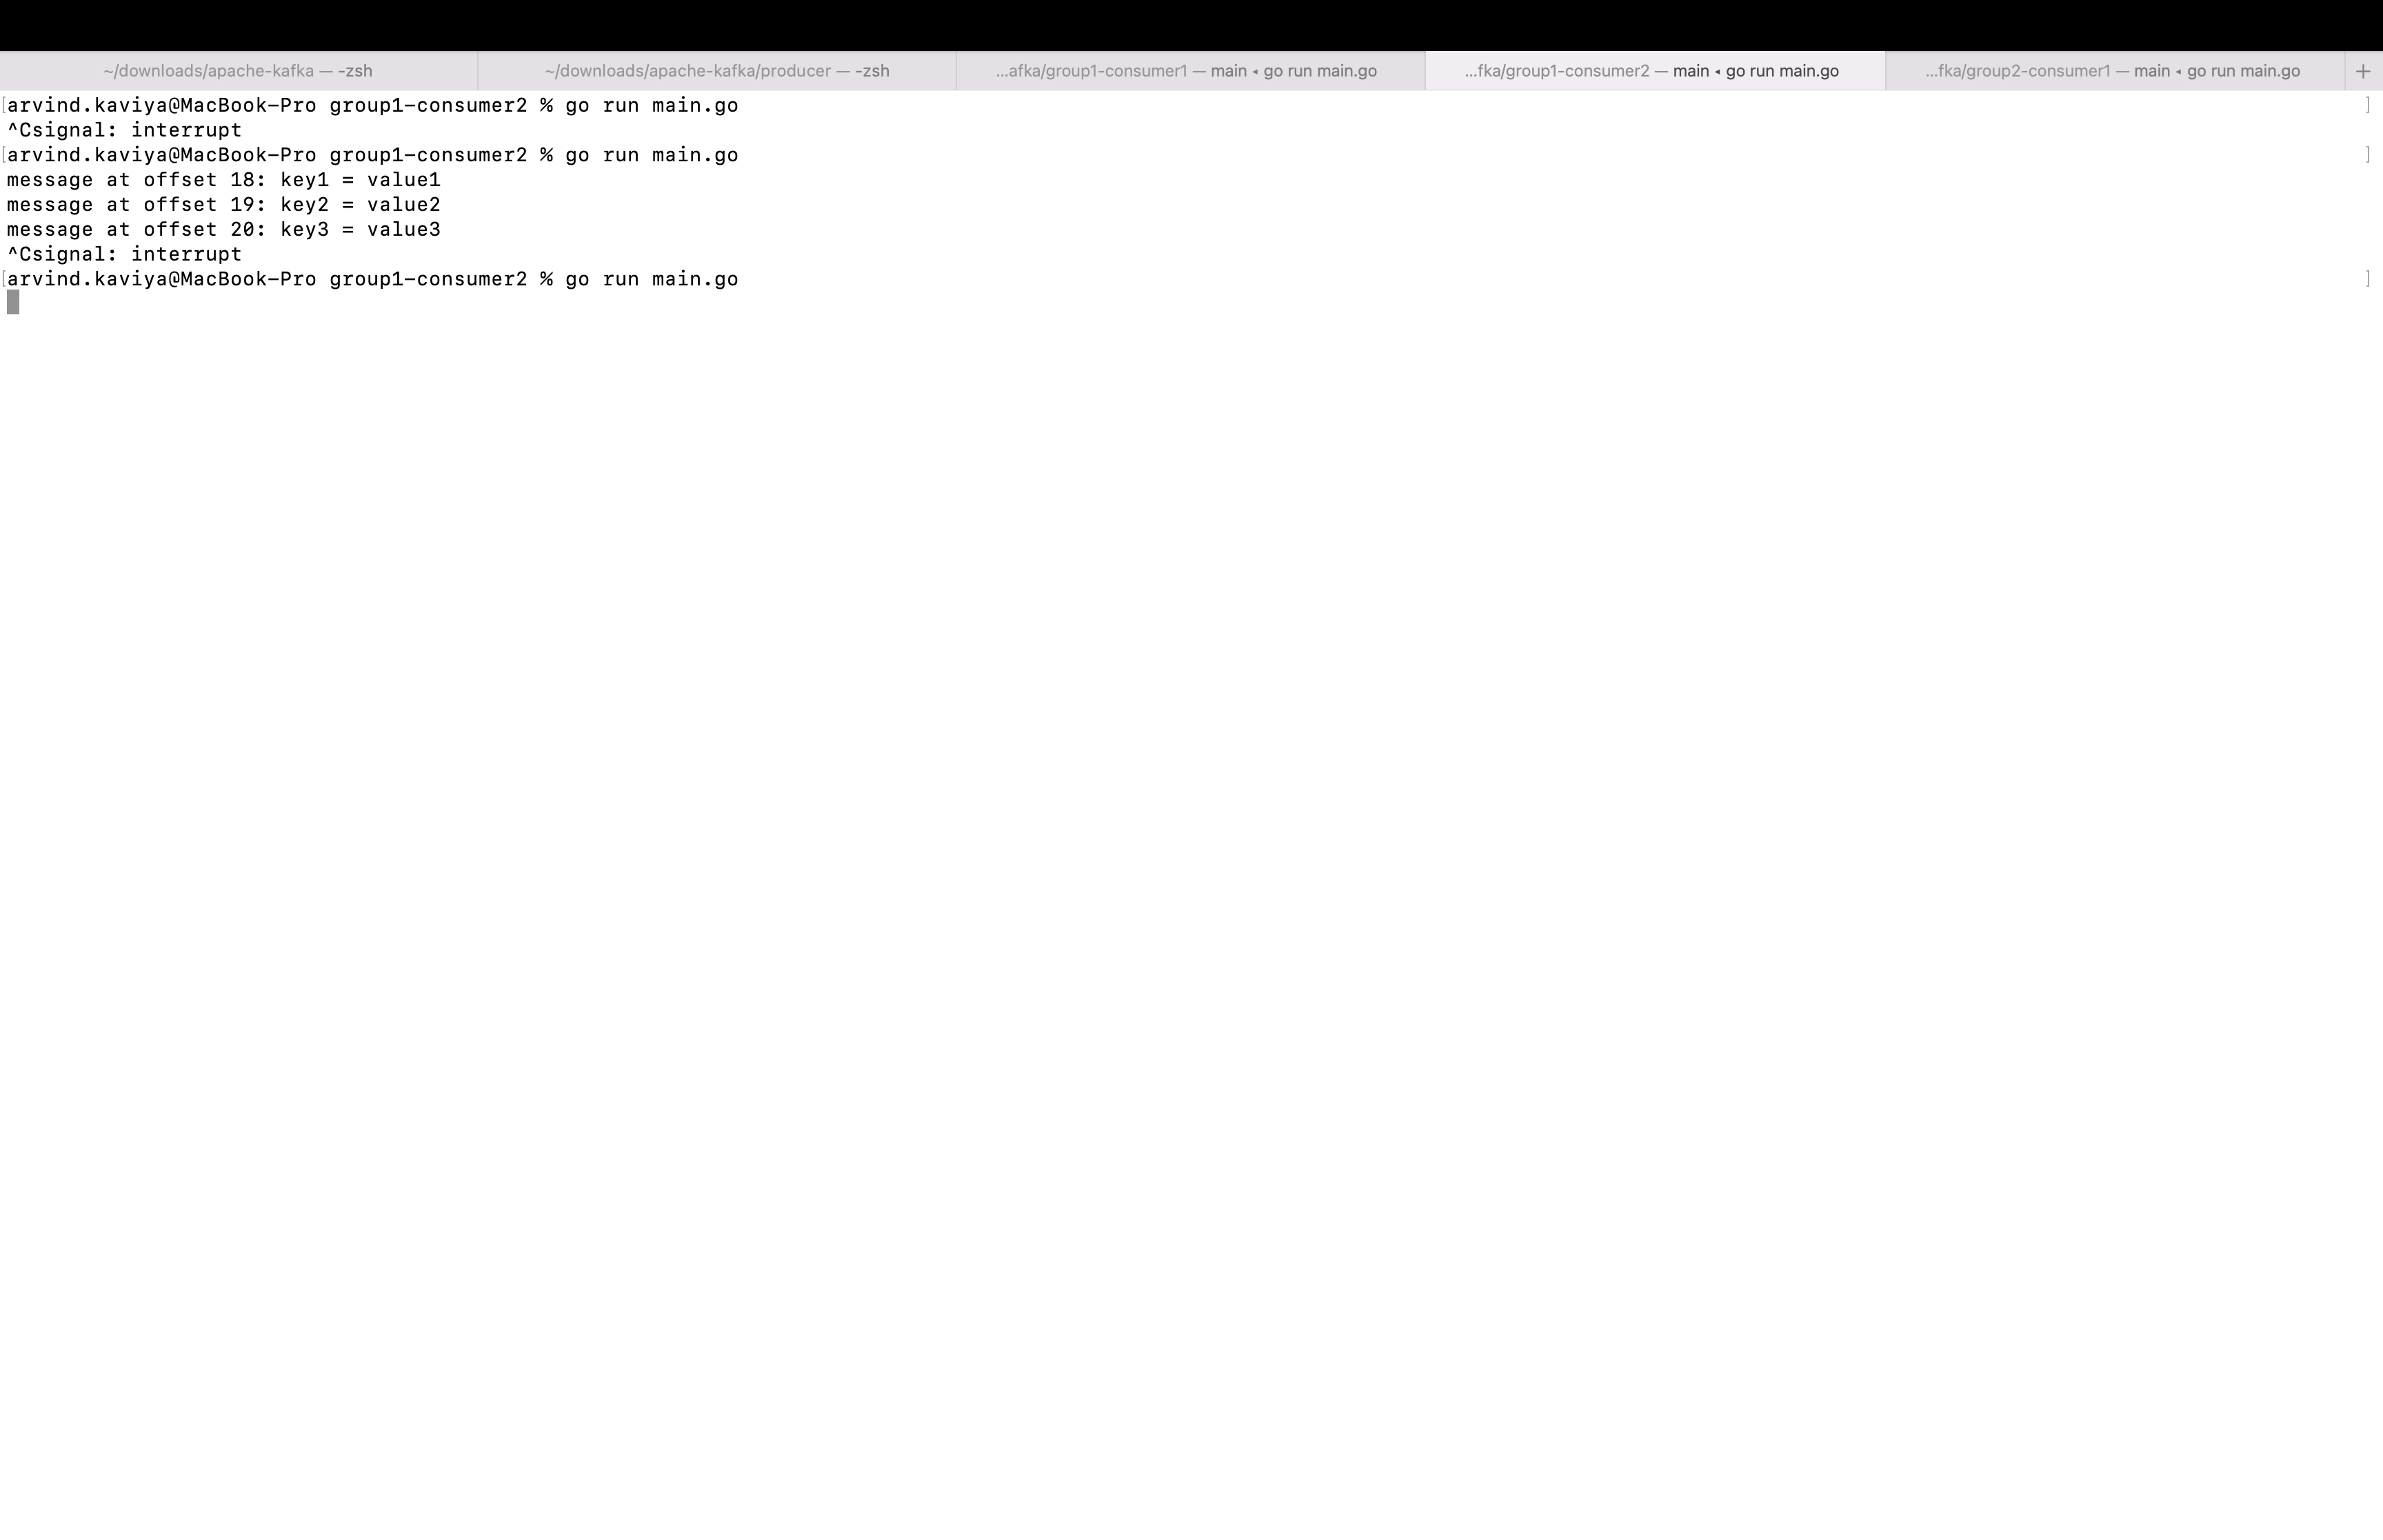 ~/downloads/apache-kafka — -zsh
~/downloads/apache-kafka/producer — -zsh
...afka/group1-consumer1 — main ◂ go run main.go
...fka/group1-consumer2 — main ◂ go run main.go
...fka/group2-consumer1 — main ◂ go run main.go
+
[arvind.kaviya@MacBook-Pro group1-consumer2 % go run main.go ]
^Csignal: interrupt
[arvind.kaviya@MacBook-Pro group1-consumer2 % go run main.go ]
message at offset 18: key1 = value1
message at offset 19: key2 = value2
message at offset 20: key3 = value3
^Csignal: interrupt
[arvind.kaviya@MacBook-Pro group1-consumer2 % go run main.go ]